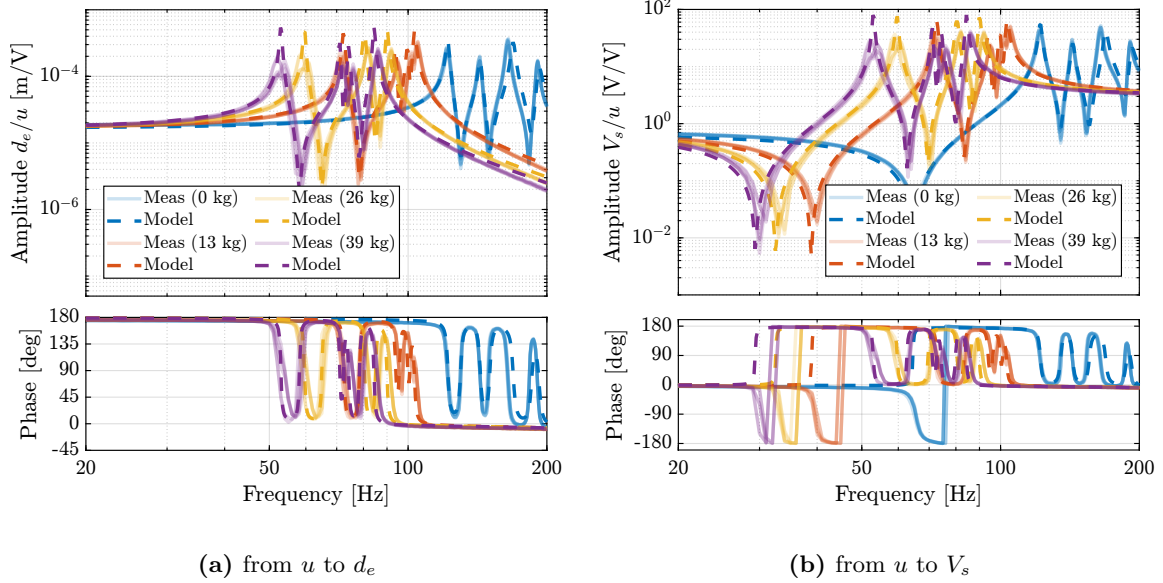 Amplitude d_e/u [m/V]
10^{-4}
10^{-6}
Meas (0 kg)
Model
Meas (13 kg)
Model
Meas (26 kg)
Model
Meas (39 kg)
Model
Phase [deg]
180
135
90
45
0
-45
20
50
100
200
Frequency [Hz]
(a) from u to d_e
Amplitude V_s/u [V/V]
10^2
10^0
10^{-2}
Meas (0 kg)
Model
Meas (13 kg)
Model
Meas (26 kg)
Model
Meas (39 kg)
Model
Phase [deg]
180
90
0
-90
-180
20
50
100
200
Frequency [Hz]
(b) from u to V_s